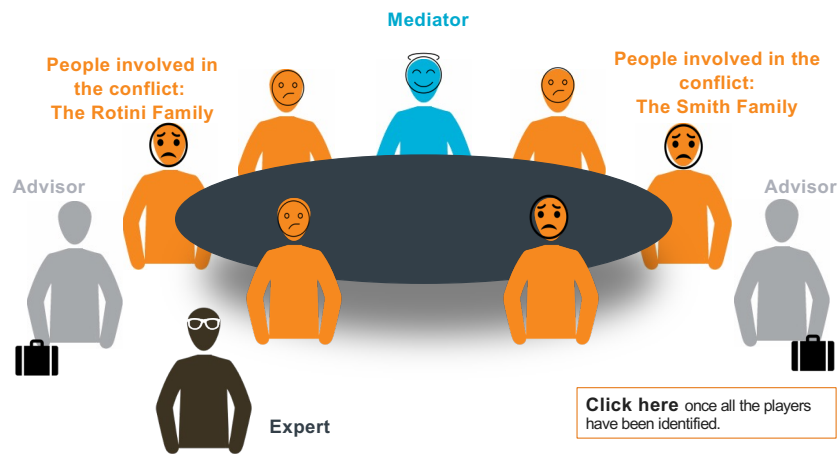 Mediator
People involved in
the conflict:
The Rotini Family
People involved in the
conflict:
The Smith Family
Advisor
Advisor
Expert
Click here once all the players
have been identified.